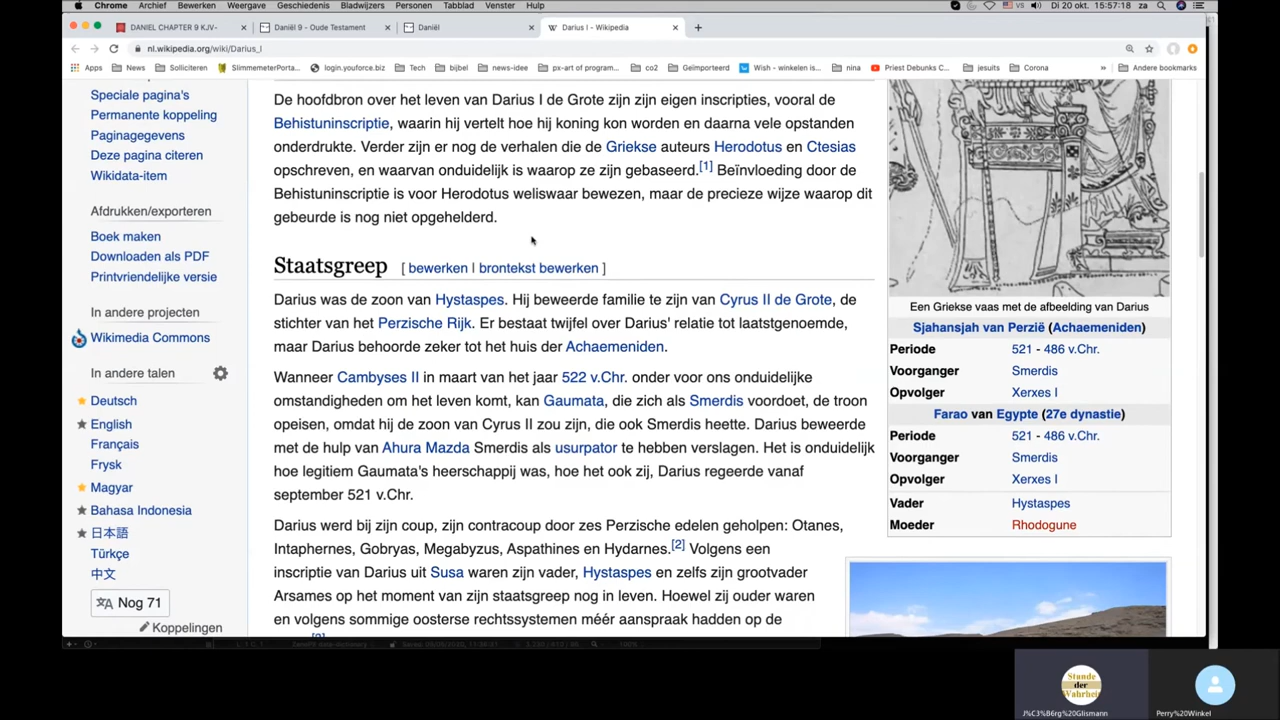 Chrome Archief Bewerken Weergave Geschiedenis Bladwijzers Personen Tabblad Venster Help US Di 20 okt. 15:57:18 za
DANIEL CHAPTER 9 KJV- Daniël 9 - Oude Testament Daniël Darius I - Wikipedia
nl.wikipedia.org/wiki/Darius_I
Apps News Soliciteren SlimmemeterPorta... login.youforce.biz Tech bijbel news-idee px-art of program... co2 Geïmporteerd Wish - winkelen is... nina Priest Debunks C... jesuits Corona » Andere bookmarks
Speciale pagina's
Permanente koppeling
Paginagegevens
Deze pagina citeren
Wikidata-item
Afdrukken/exporteren
Boek maken
Downloaden als PDF
Printvriendelijke versie
In andere projecten
Wikimedia Commons
In andere talen
Deutsch
English
Français
Frysk
Magyar
Bahasa Indonesia
日本語
Türkçe
中文
Nog 71
Koppelingen
De hoofdbron over het leven van Darius I de Grote zijn zijn eigen inscripties, vooral de
Behistuninscriptie, waarin hij vertelt hoe hij koning kon worden en daarna vele opstanden
onderdrukte. Verder zijn er nog de verhalen die de Griekse auteurs Herodotus en Ctesias
opschreven, en waarvan onduidelijk is waarop ze zijn gebaseerd.[1] Beïnvloeding door de
Behistuninscriptie is voor Herodotus weliswaar bewezen, maar de precieze wijze waarop dit
gebeurde is nog niet opgehelderd.
Staatsgreep [ bewerken | brontekst bewerken ]
Darius was de zoon van Hystaspes. Hij beweerde familie te zijn van Cyrus II de Grote, de
stichter van het Perzische Rijk. Er bestaat twijfel over Darius' relatie tot laatstgenoemde,
maar Darius behoorde zeker tot het huis der Achaemeniden.
Wanneer Cambyses II in maart van het jaar 522 v.Chr. onder voor ons onduidelijke
omstandigheden om het leven komt, kan Gaumata, die zich als Smerdis voordoet, de troon
opeisen, omdat hij de zoon van Cyrus II zou zijn, die ook Smerdis heette. Darius beweerde
met de hulp van Ahura Mazda Smerdis als usurpator te hebben verslagen. Het is onduidelijk
hoe legitiem Gaumata's heerschappij was, hoe het ook zij, Darius regeerde vanaf
september 521 v.Chr.
Darius werd bij zijn coup, zijn contracoup door zes Perzische edelen geholpen: Otanes,
Intaphernes, Gobryas, Megabyzus, Aspathines en Hydarnes.[2] Volgens een
inscriptie van Darius uit Susa waren zijn vader, Hystaspes en zelfs zijn grootvader
Arsames op het moment van zijn staatsgreep nog in leven. Hoewel zij ouder waren
en volgens sommige oosterse rechtssystemen méér aanspraak hadden op de
Een Griekse vaas met de afbeelding van Darius
Sjahansjah van Perzië (Achaemeniden)
Periode 521 - 486 v.Chr.
Voorganger Smerdis
Opvolger Xerxes I
Farao van Egypte (27e dynastie)
Periode 521 - 486 v.Chr.
Voorganger Smerdis
Opvolger Xerxes I
Vader Hystaspes
Moeder Rhodogune
Stunde
der
Wahrheit
J%C3%B6rg%20Glismann
Perry%20Winkel